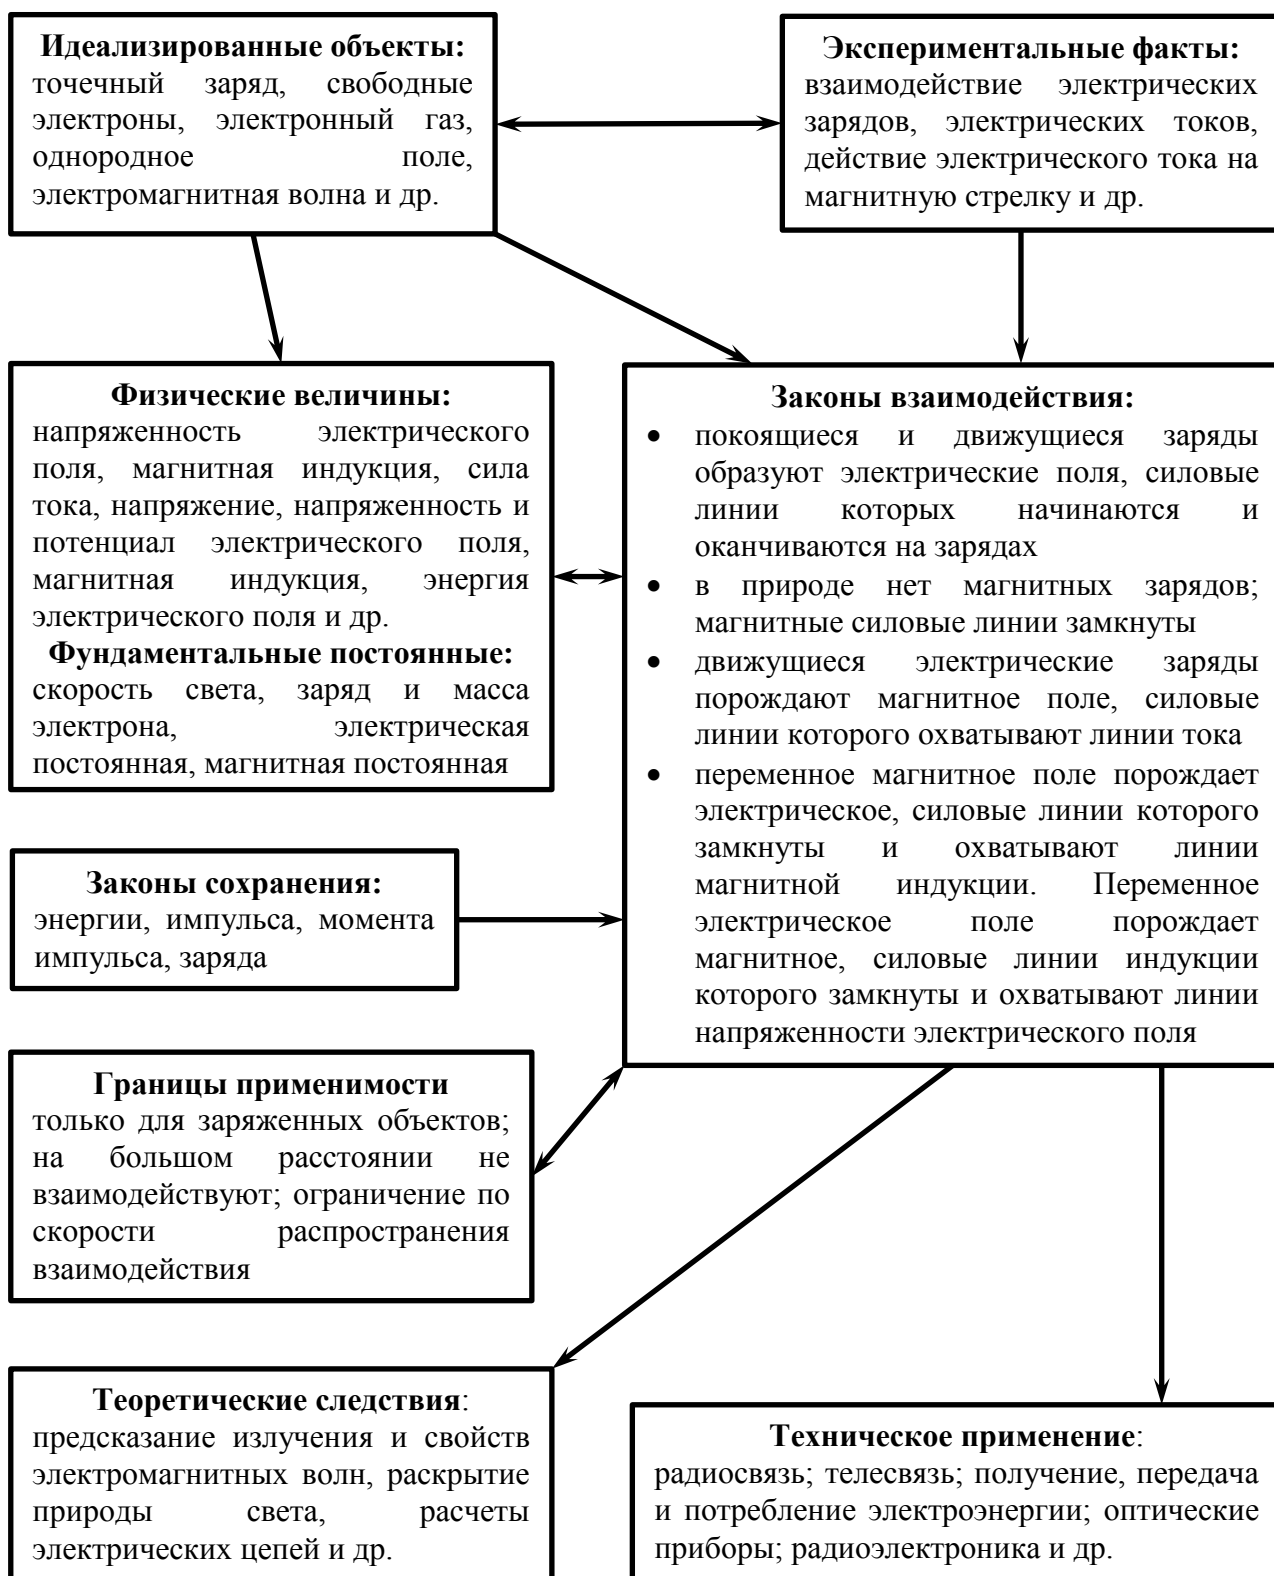 Идеализированные объекты:
точечный заряд, свободные
электроны, электронный газ,
однородное поле,
электромагнитная волна и др.
Экспериментальные факты:
взаимодействие электрических
зарядов, электрических токов,
действие электрического тока на
магнитную стрелку и др.
Физические величины:
напряженность электрического
поля, магнитная индукция, сила
тока, напряжение, напряженность и
потенциал электрического поля,
магнитная индукция, энергия
электрического поля и др.
Фундаментальные постоянные:
скорость света, заряд и масса
электрона, электрическая
постоянная, магнитная постоянная
Законы взаимодействия:
• покоящиеся и движущиеся заряды
образуют электрические поля, силовые
линии которых начинаются и
оканчиваются на зарядах
• в природе нет магнитных зарядов;
магнитные силовые линии замкнуты
• движущиеся электрические заряды
порождают магнитное поле, силовые
линии которого охватывают линии тока
• переменное магнитное поле порождает
электрическое, силовые линии которого
замкнуты и охватывают линии
магнитной индукции. Переменное
электрическое поле порождает
магнитное, силовые линии индукции
которого замкнуты и охватывают линии
напряженности электрического поля
Законы сохранения:
энергии, импульса, момента
импульса, заряда
Границы применимости
только для заряженных объектов;
на большом расстоянии не
взаимодействуют; ограничение по
скорости распространения
взаимодействия
Теоретические следствия:
предсказание излучения и свойств
электромагнитных волн, раскрытие
природы света, расчеты
электрических цепей и др.
Техническое применение:
радиосвязь; телесвязь; получение, передача
и потребление электроэнергии; оптические
приборы; радиоэлектроника и др.